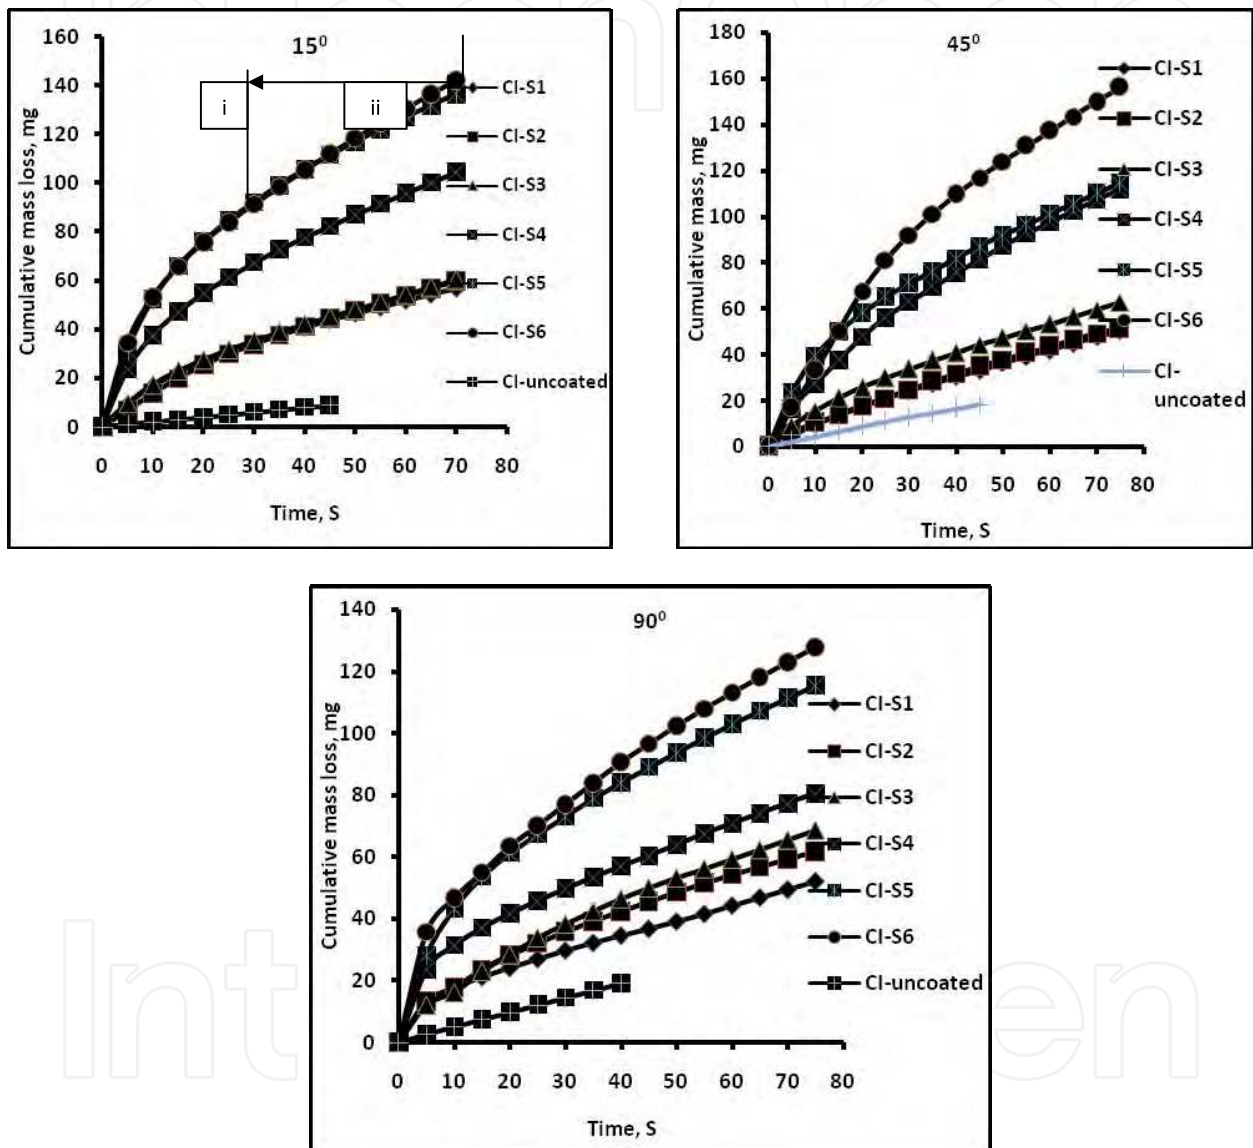 15⁰
Cumulative mass loss, mg
160
140
120
100
80
60
40
20
0
i
ii
0 10 20 30 40 50 60 70 80
Time, S
CI-S1
CI-S2
CI-S3
CI-S4
CI-S5
CI-S6
CI-uncoated
45⁰
Cumulative mass, mg
180
160
140
120
100
80
60
40
20
0
0 10 20 30 40 50 60 70 80
Time, S
CI-S1
CI-S2
CI-S3
CI-S4
CI-S5
CI-S6
CI-
uncoated
90⁰
Cumulative mass loss, mg
140
120
100
80
60
40
20
0
0 10 20 30 40 50 60 70 80
Time, S
CI-S1
CI-S2
CI-S3
CI-S4
CI-S5
CI-S6
CI-uncoated